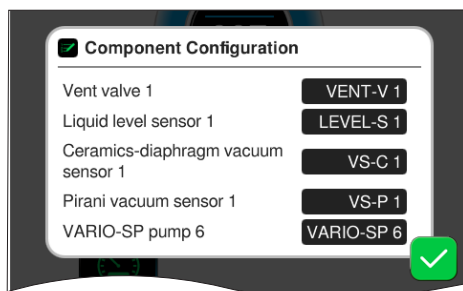 Component Configuration
Vent valve 1 VENT-V 1
Liquid level sensor 1 LEVEL-S 1
Ceramics-diaphragm vacuum
sensor 1 VS-C 1
Pirani vacuum sensor 1 VS-P 1
VARIO-SP pump 6 VARIO-SP 6